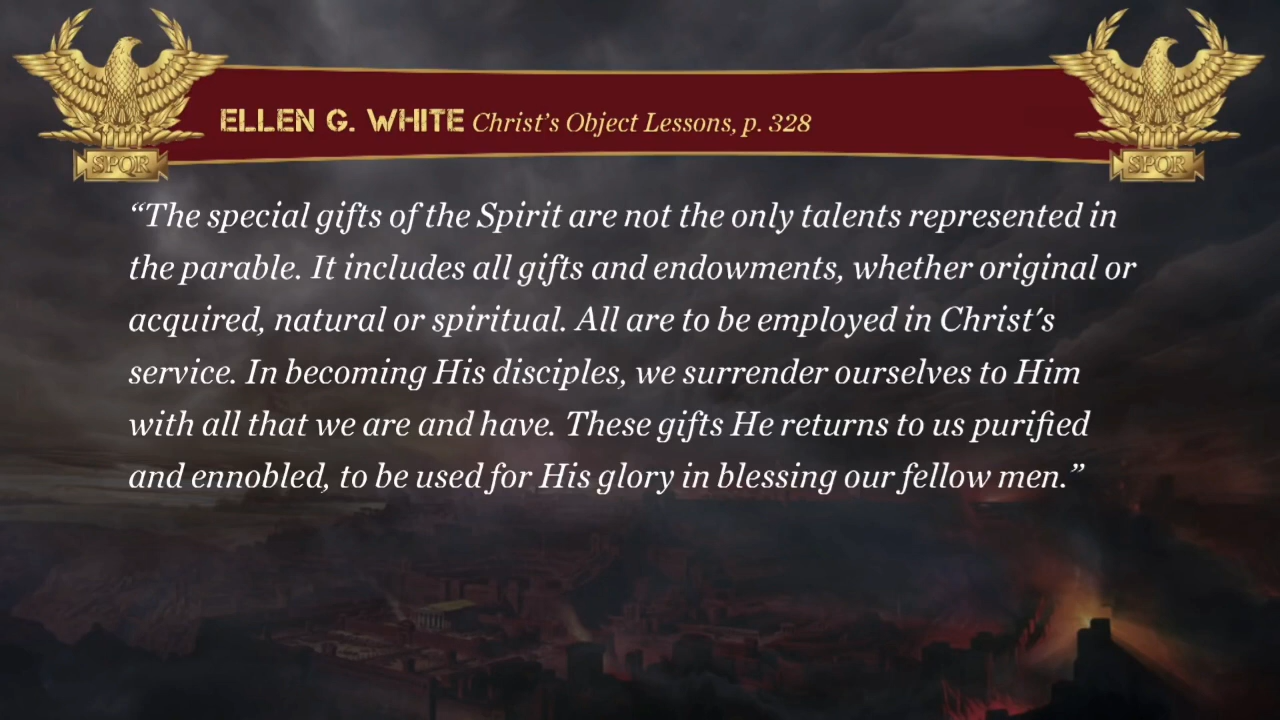 ELLEN G. WHITE Christ’s Object Lessons, p. 328
SPQR
SPQR
“The special gifts of the Spirit are not the only talents represented in
the parable. It includes all gifts and endowments, whether original or
acquired, natural or spiritual. All are to be employed in Christ's
service. In becoming His disciples, we surrender ourselves to Him
with all that we are and have. These gifts He returns to us purified
and ennobled, to be used for His glory in blessing our fellow men.”